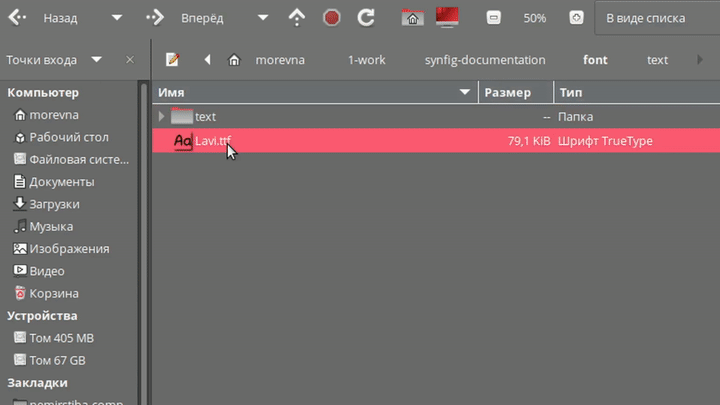 Назад Вперёд 50% В виде списка
Точки входа morevna 1-work synfig-documentation font text
Компьютер Имя Размер Тип
morevna text -- Папка
Рабочий стол Lavi.ttf 79,1 KiB Шрифт TrueType
Файловая систе...
Документы
Загрузки
Музыка
Изображения
Видео
Корзина
Устройства
Том 405 MB
Том 67 GB
Закладки